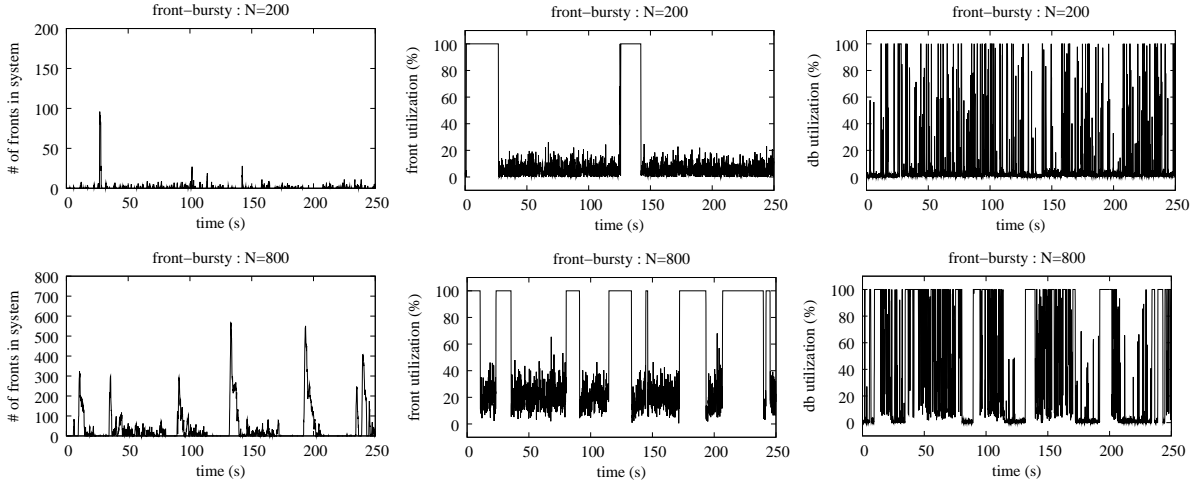 front−bursty : N=200
200
150
100
50
0
# of fronts in system
0 50 100 150 200 250
time (s)
front−bursty : N=200
100
80
60
40
20
0
front utilization (%)
0 50 100 150 200 250
time (s)
front−bursty : N=200
100
80
60
40
20
0
db utilization (%)
0 50 100 150 200 250
time (s)
front−bursty : N=800
800
700
600
500
400
300
200
100
0
# of fronts in system
0 50 100 150 200 250
time (s)
front−bursty : N=800
100
80
60
40
20
0
front utilization (%)
0 50 100 150 200 250
time (s)
front−bursty : N=800
100
80
60
40
20
0
db utilization (%)
0 50 100 150 200 250
time (s)